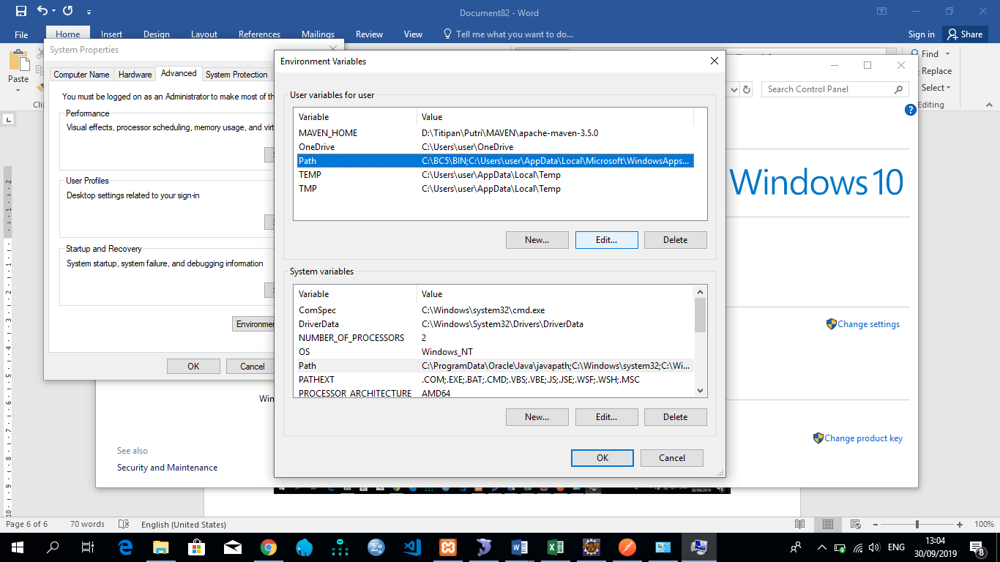 Document82 - Word
File Home Insert Design Layout References Mailings Review View Tell me what you want to do... Sign in Share
Paste
Find
Replace
Select
Editing
System Properties
Computer Name Hardware Advanced System Protection
You must be logged on as an Administrator to make most of th
Performance
Visual effects, processor scheduling, memory usage, and virt
User Profiles
Desktop settings related to your sign-in
Startup and Recovery
System startup, system failure, and debugging information
Environme
OK Cancel
Environment Variables
User variables for user
Variable Value
MAVEN_HOME D:\Titipan\Putri\MAVEN\apache-maven-3.5.0
OneDrive C:\Users\user\OneDrive
Path C:\BC5\BIN;C:\Users\user\AppData\Local\Microsoft\WindowsApps...
TEMP C:\Users\user\AppData\Local\Temp
TMP C:\Users\user\AppData\Local\Temp
New... Edit... Delete
System variables
Variable Value
ComSpec C:\Windows\system32\cmd.exe
DriverData C:\Windows\System32\Drivers\DriverData
NUMBER_OF_PROCESSORS 2
OS Windows_NT
Path C:\ProgramData\Oracle\Java\javapath;C:\Windows\system32;C:\Wi...
PATHEXT .COM;.EXE;.BAT;.CMD;.VBS;.VBE;.JS;.JSE;.WSF;.WSH;.MSC
PROCESSOR_ARCHITECTURE AMD64
New... Edit... Delete
OK Cancel
Search Control Panel
Windows 10
Change settings
Change product key
Win
See also
Security and Maintenance
Page 6 of 6 70 words English (United States) 100%
ENG
13:04
30/09/2019
8